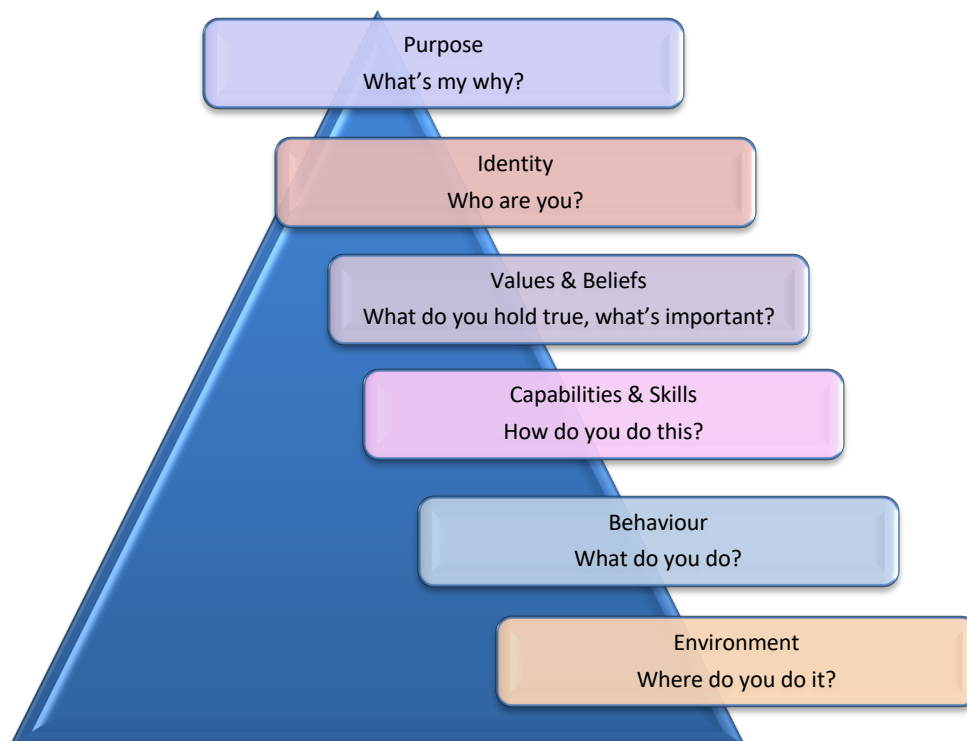 Purpose
What’s my why?
Identity
Who are you?
Values & Beliefs
What do you hold true, what’s important?
Capabilities & Skills
How do you do this?
Behaviour
What do you do?
Environment
Where do you do it?